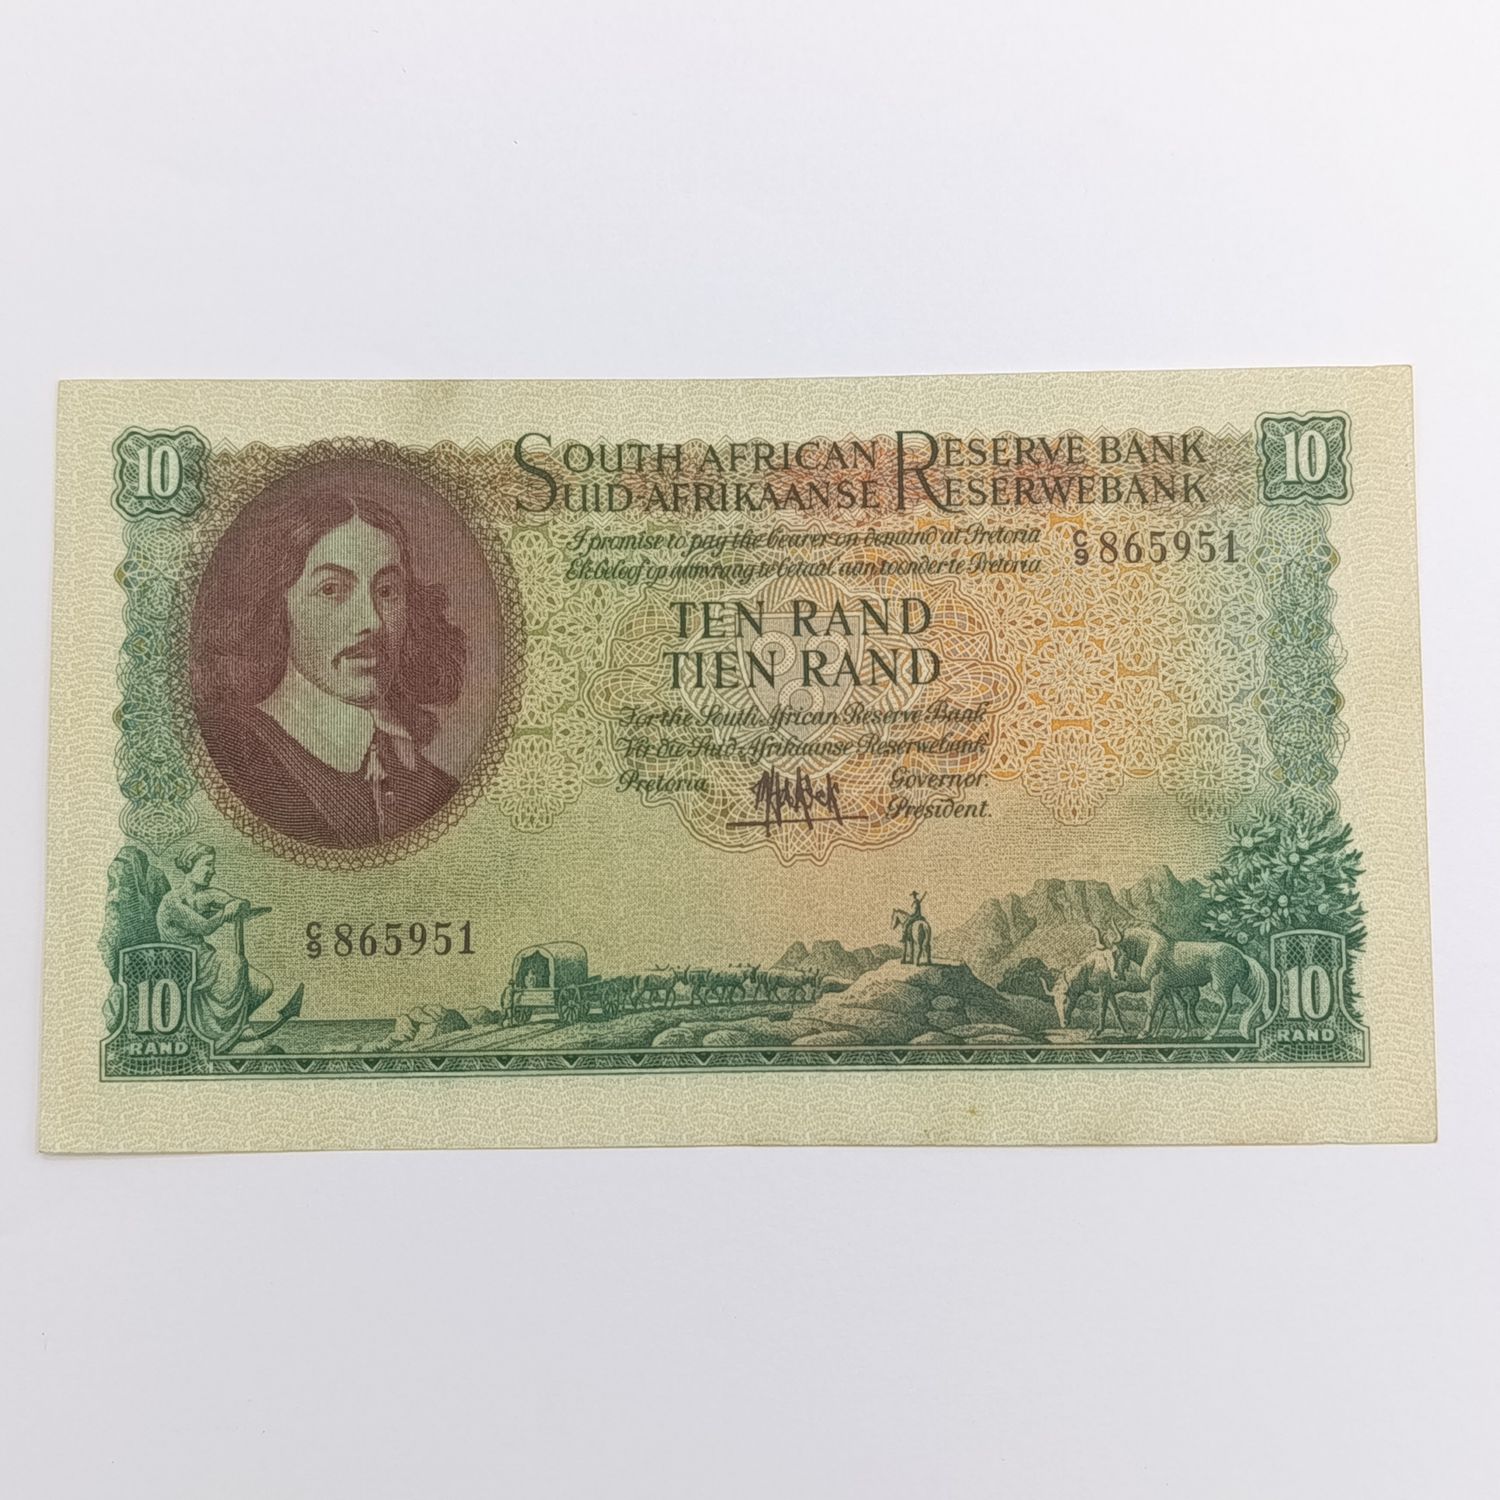 10
SOUTH AFRICAN RESERVE BANK
SUID-AFRIKAANSE RESERWEBANK
10
I promise to pay the bearer on demand at Pretoria
Ek beloof op aanvrag te betaal aan toonder te Pretoria
C/9 865951
TEN RAND
TIEN RAND
For the South African Reserve Bank
Vir die Suid-Afrikaanse Reserwebank
Pretoria
Governor.
President.
C/9 865951
10
RAND
10
RAND